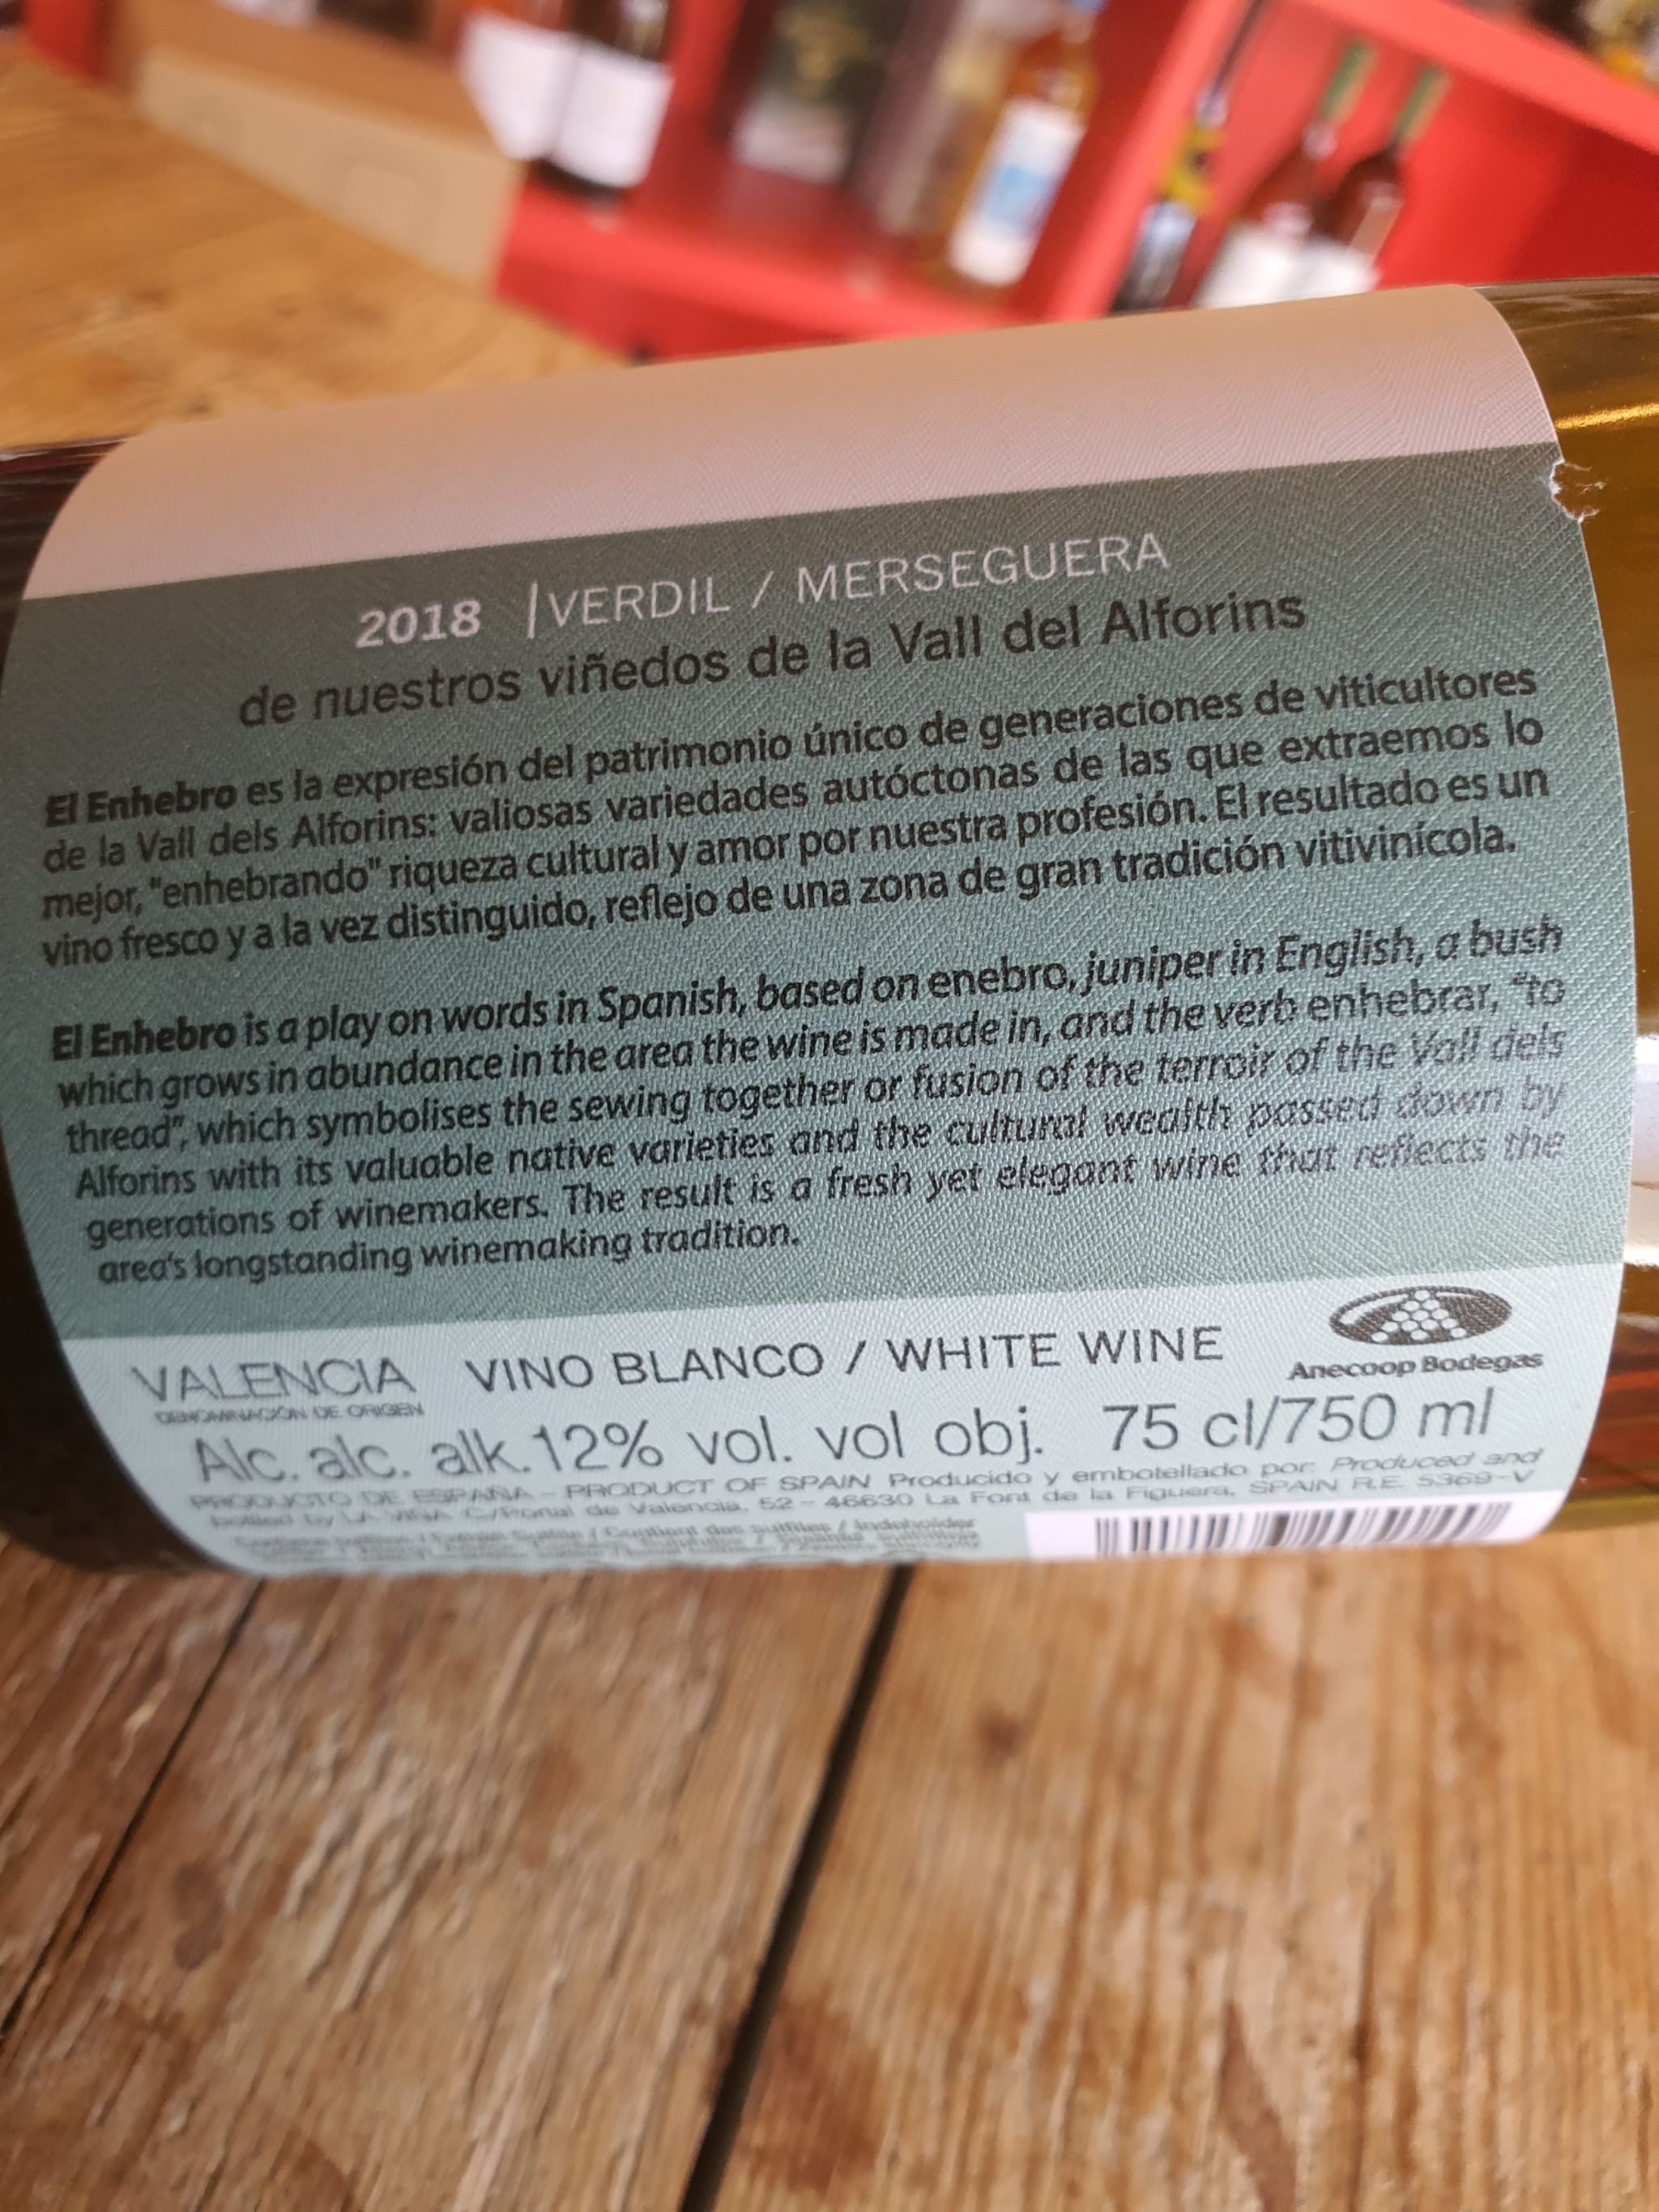 2018 | VERDIL / MERSEGUERA
de nuestros viñedos de la Vall del Alforins
El Enhebro es la expresión del patrimonio único de generaciones de viticultores
de la Vall dels Alforins: valiosas variedades autóctonas de las que extraemos lo
mejor, "enhebrando" riqueza cultural y amor por nuestra profesión. El resultado es un
vino fresco y a la vez distinguido, reflejo de una zona de gran tradición vitivinícola.
El Enhebro is a play on words in Spanish, based on enebro, juniper in English, a bush
which grows in abundance in the area the wine is made in, and the verb enhebrar, "to
thread", which symbolises the sewing together or fusion of the terroir of the Vall dels
Alforins with its valuable native varieties and the cultural wealth passed down by
generations of winemakers. The result is a fresh yet elegant wine that reflects the
area's longstanding winemaking tradition.
VALENCIA VINO BLANCO / WHITE WINE
DENOMINACIÓN DE ORIGEN
Anecoop Bodegas
Alc. alc. alk. 12% vol. vol obj. 75 cl/750 ml
PRODUCTO DE ESPAÑA - PRODUCT OF SPAIN Producido y embotellado por: Produced and
bottled by LA VIÑA C/Portal de Valencia, 52 - 46630 La Font de la Figuera, SPAIN R.E. 5369-V